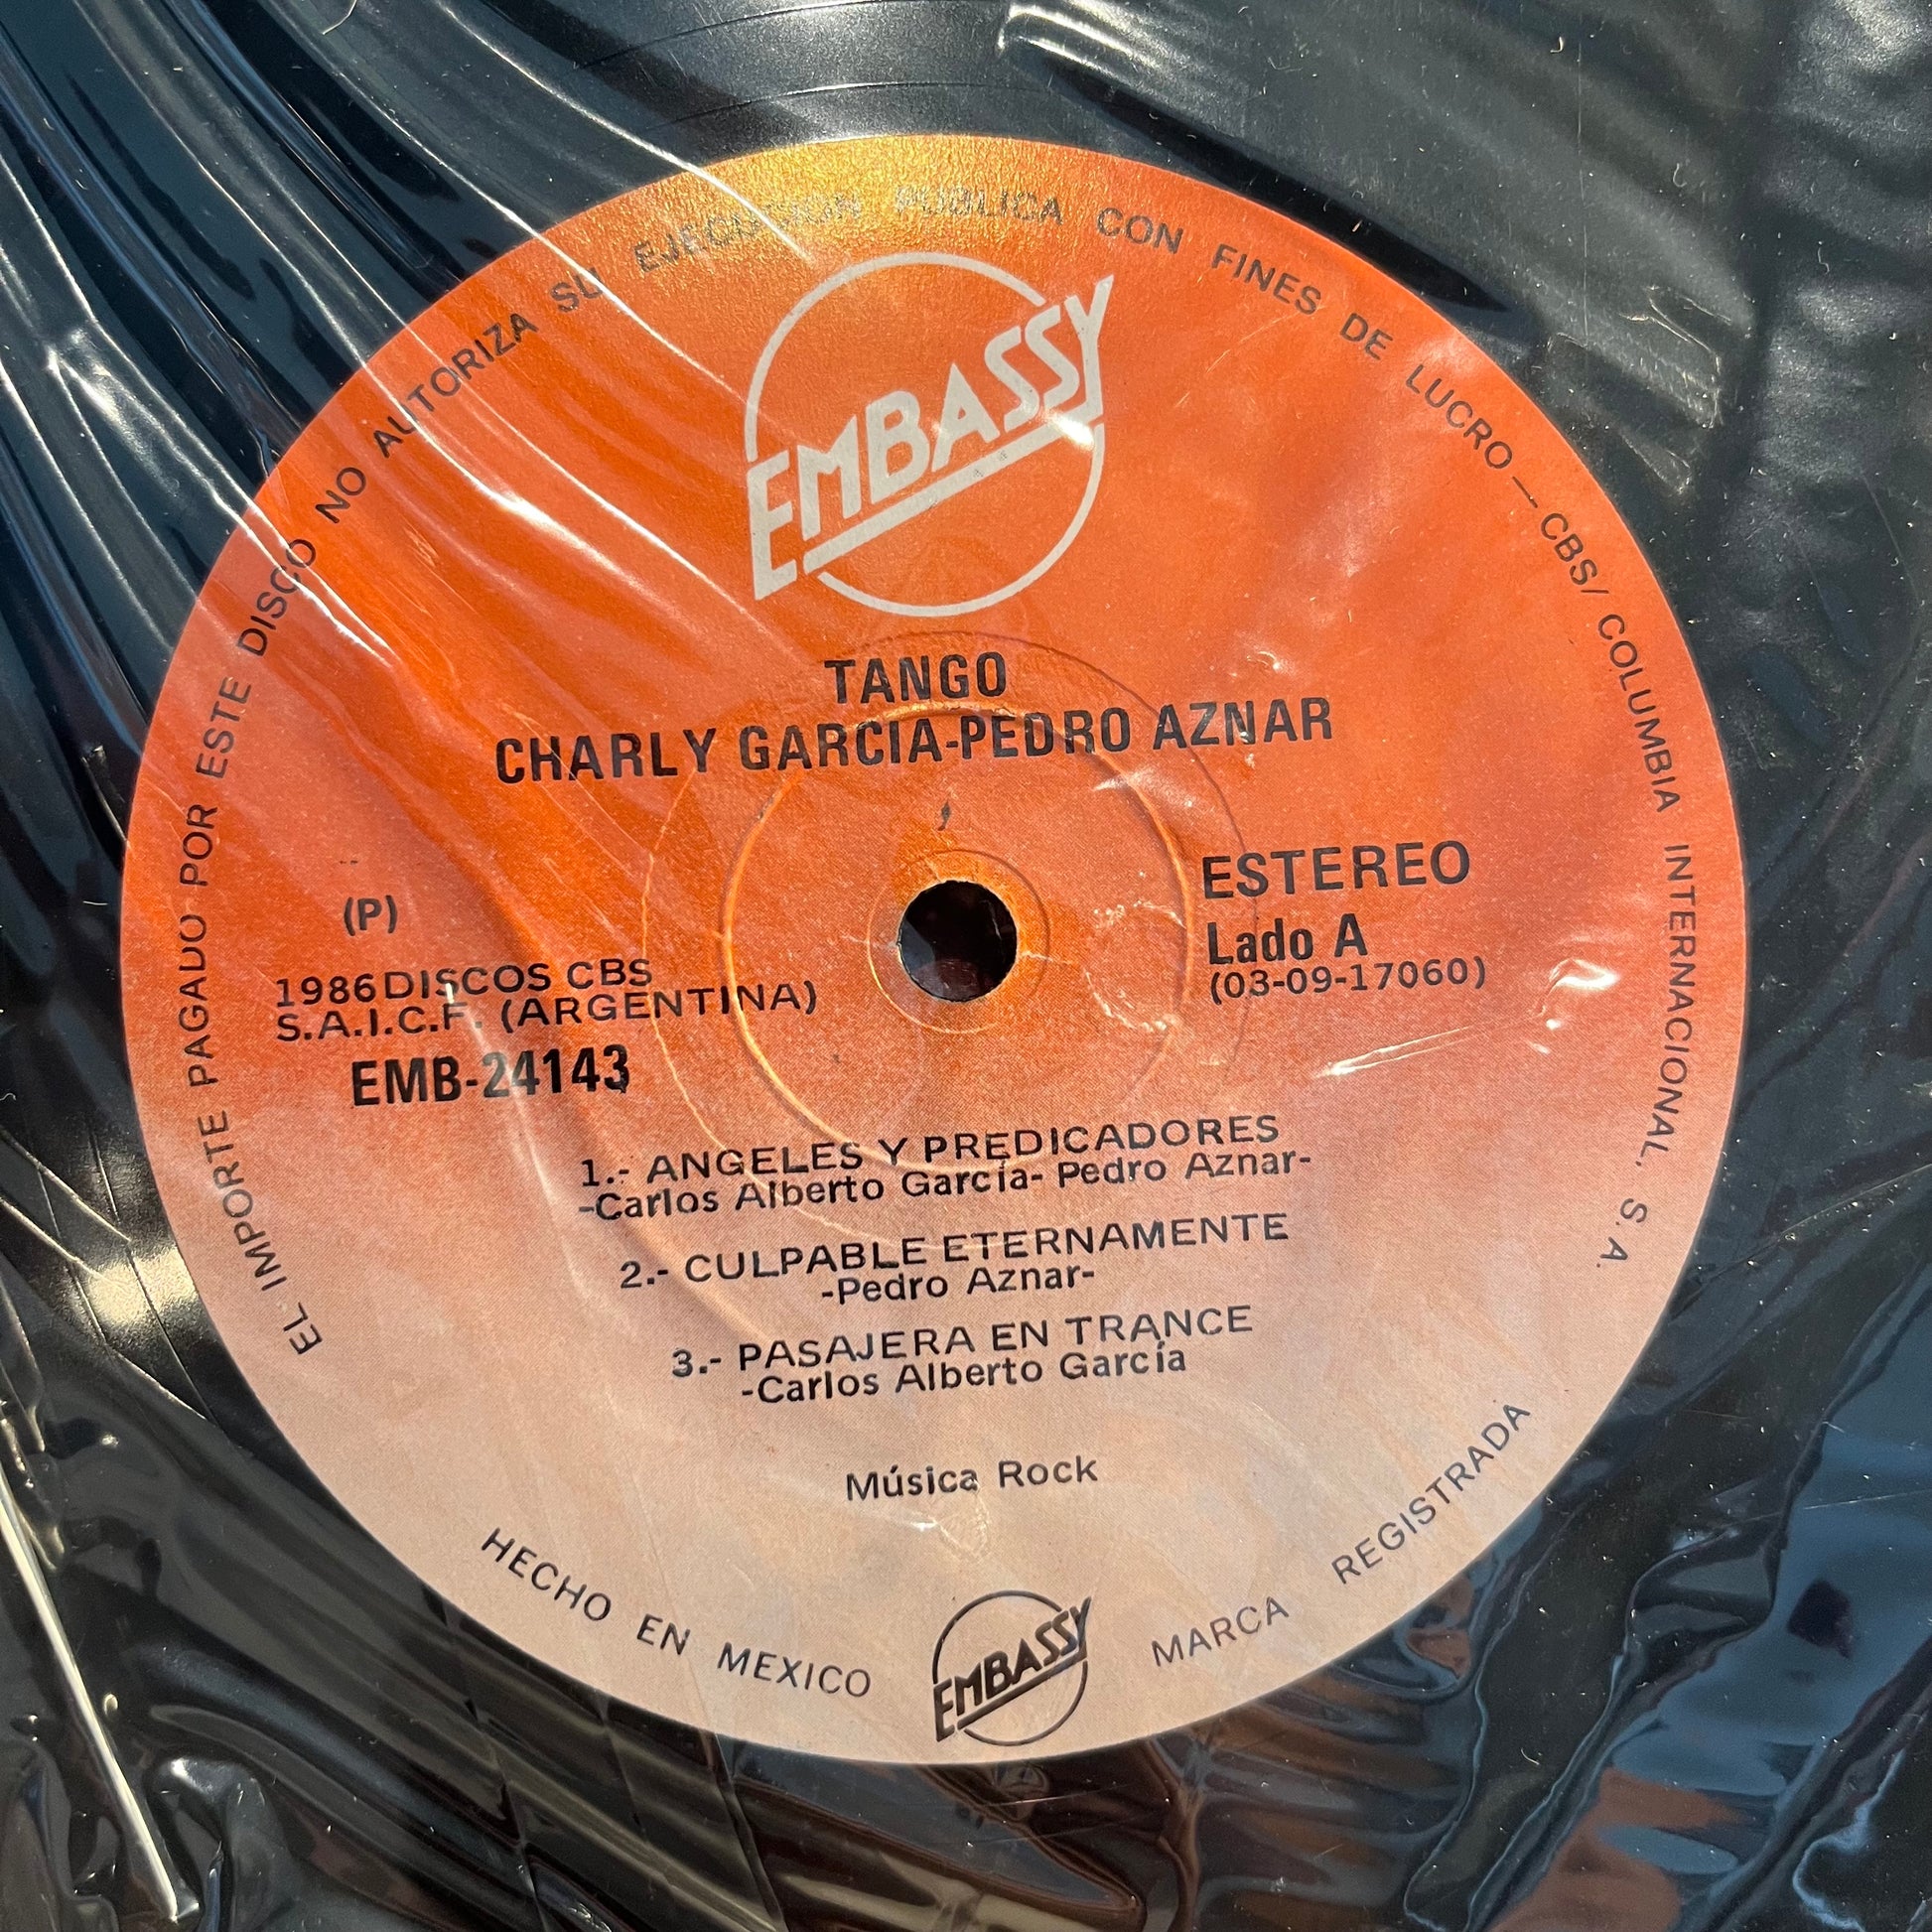 EL IMPORTE PAGADO POR ESTE DISCO NO AUTORIZA SU EJECUCION PUBLICA CON FINES DE LUCRO — CBS/ COLUMBIA INTERNACIONAL, S. A.
EMBASSY
TANGO
CHARLY GARCIA-PEDRO AZNAR
(P)
1986 DISCOS CBS
S.A.I.C.F. (ARGENTINA)
EMB-24143
ESTEREO
Lado A
(03-09-17060)
1.- ANGELES Y PREDICADORES
-Carlos Alberto García- Pedro Aznar-
2.- CULPABLE ETERNAMENTE
-Pedro Aznar-
3.- PASAJERA EN TRANCE
-Carlos Alberto García
Música Rock
HECHO EN MEXICO
EMBASSY
MARCA REGISTRADA